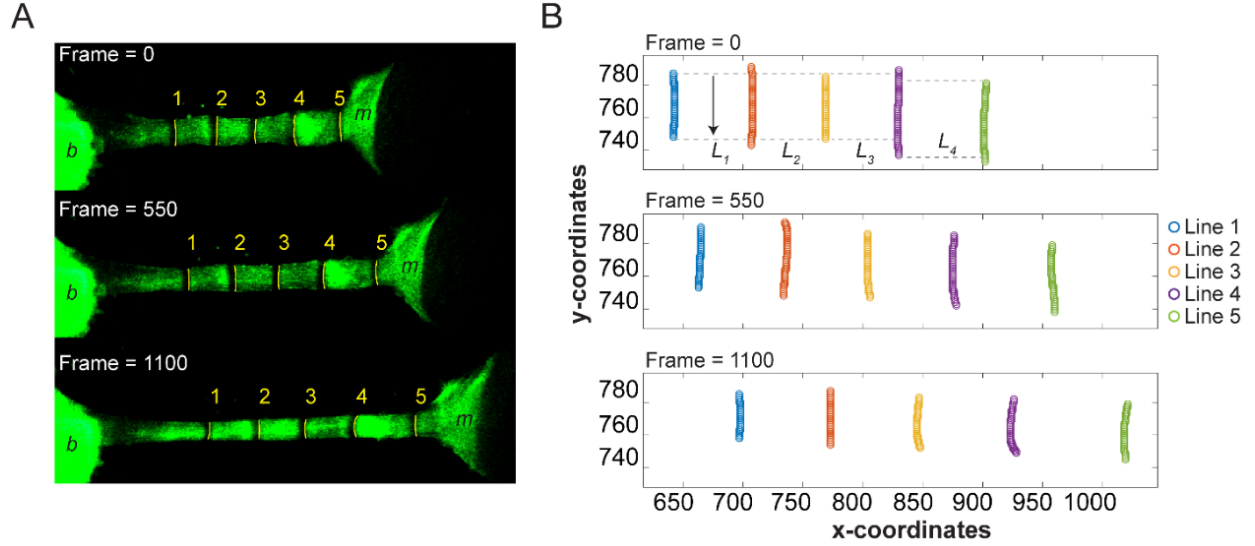 A
Frame = 0
1 2 3 4 5
b
m
Frame = 550
1 2 3 4 5
b
m
Frame = 1100
1 2 3 4 5
b
m
B
Frame = 0
780
760
740
L1 L2 L3 L4
Frame = 550
780
760
740
Frame = 1100
780
760
740
650 700 750 800 850 900 950 1000
x-coordinates
y-coordinates
Line 1
Line 2
Line 3
Line 4
Line 5